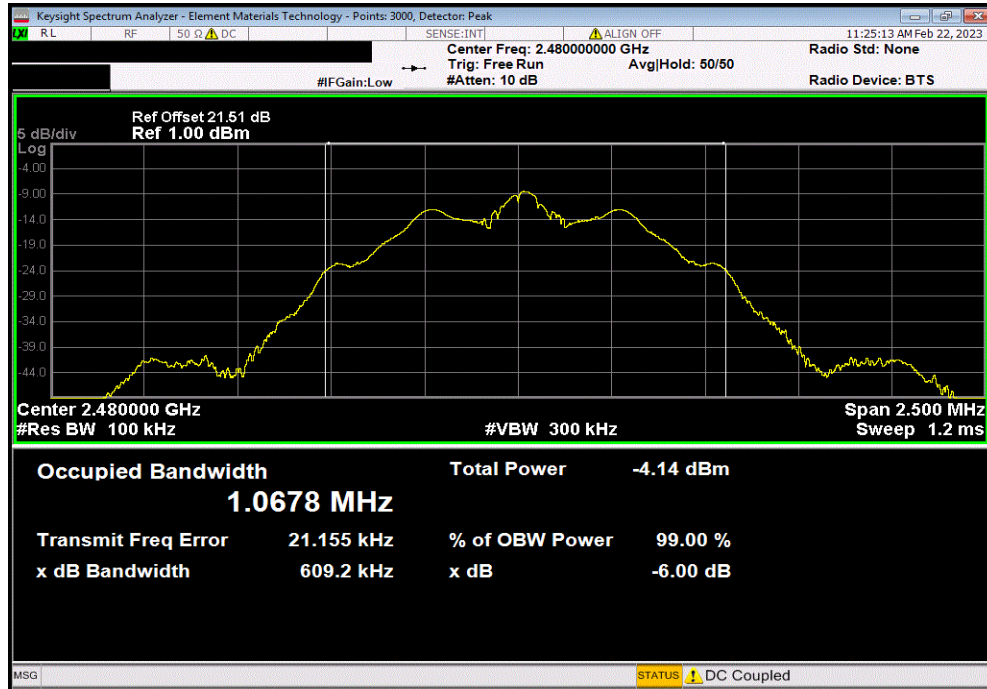 Keysight Spectrum Analyzer - Element Materials Technology - Points: 3000, Detector: Peak
LXI RL RF 50 Ω DC SENSE:INT ALIGN OFF 11:25:13 AM Feb 22, 2023
Center Freq: 2.480000000 GHz Radio Std: None
Trig: Free Run Avg|Hold: 50/50
#IFGain:Low #Atten: 10 dB Radio Device: BTS
Ref Offset 21.51 dB
5 dB/div Ref 1.00 dBm
Log
-4.00
-9.00
-14.0
-19.0
-24.0
-29.0
-34.0
-39.0
-44.0
Center 2.480000 GHz Span 2.500 MHz
#Res BW 100 kHz #VBW 300 kHz Sweep 1.2 ms
Occupied Bandwidth Total Power -4.14 dBm
1.0678 MHz
Transmit Freq Error 21.155 kHz % of OBW Power 99.00 %
x dB Bandwidth 609.2 kHz x dB -6.00 dB
MSG STATUS DC Coupled